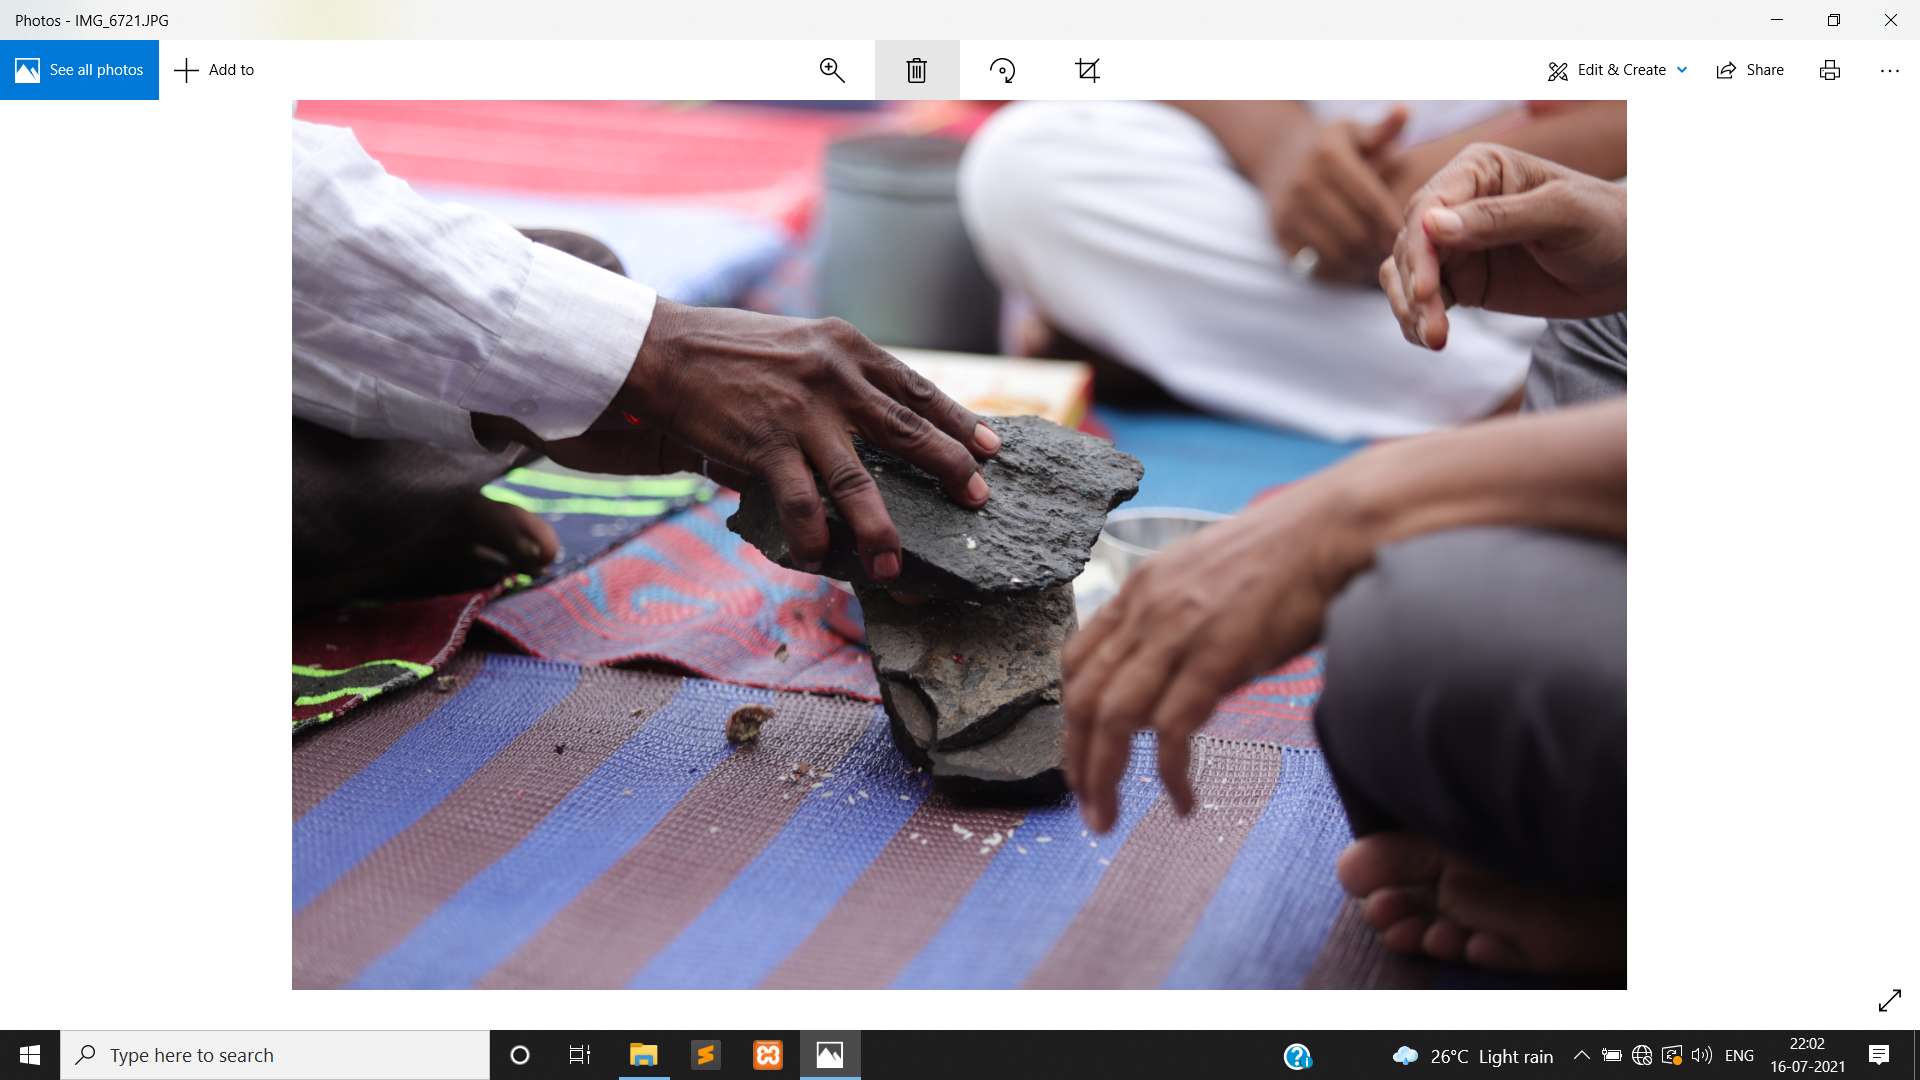 Photos - IMG_6721.JPG
See all photos
Add to
Edit & Create
Share
Type here to search
26°C Light rain
ENG
22:02
16-07-2021